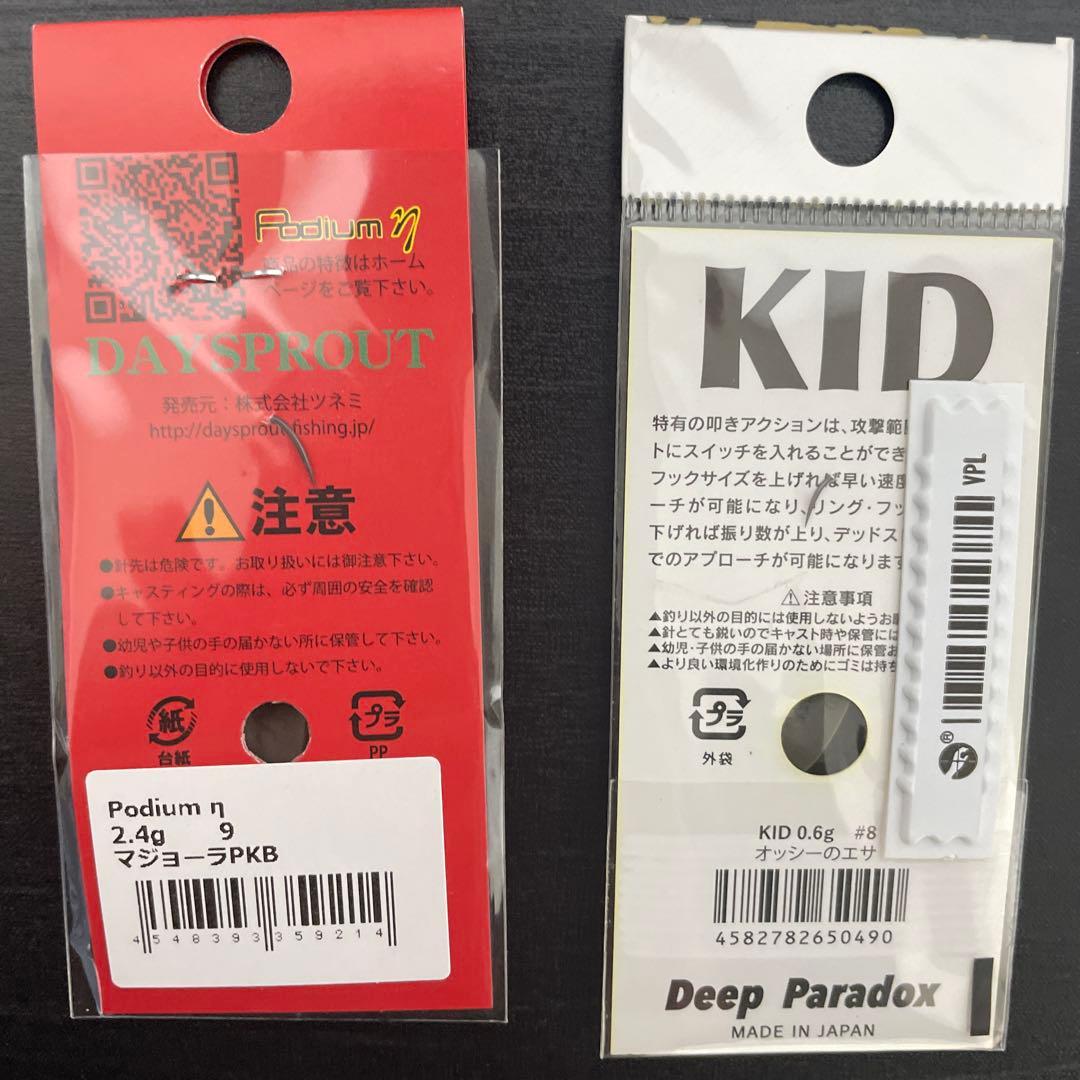 Podium η
商品の特徴はホーム
ページをご覧下さい。
DAYSPROUT
発売元：株式会社ツネミ
http://daysprout-fishing.jp/
注意
●針先は危険です。お取り扱いには御注意下さい。
●キャスティングの際は、必ず周囲の安全を確認
して下さい。
●幼児や子供の手の届かない所に保管して下さい。
●釣り以外の目的に使用しないで下さい。
紙
台紙
プラ
PP
Podium η
2.4g 9
マジョーラPKB
4548393359214
KID
特有の叩きアクションは、攻撃範
トにスイッチを入れることができ
フックサイズを上げれば早い速度
ーチが可能になり、リング・フッ
下げれば振り数が上り、デッドス
でのアプローチが可能になります
注意事項
▲釣り以外の目的には使用しないようお
▲針とても鋭いのでキャスト時や保管には
▲幼児・子供の手の届かない場所に保管お
▲より良い環境化作りのためにゴミは持ち
プラ
外袋
VPL
KID 0.6g #8
オッシーのエサ
4582782650490
Deep Paradox
MADE IN JAPAN